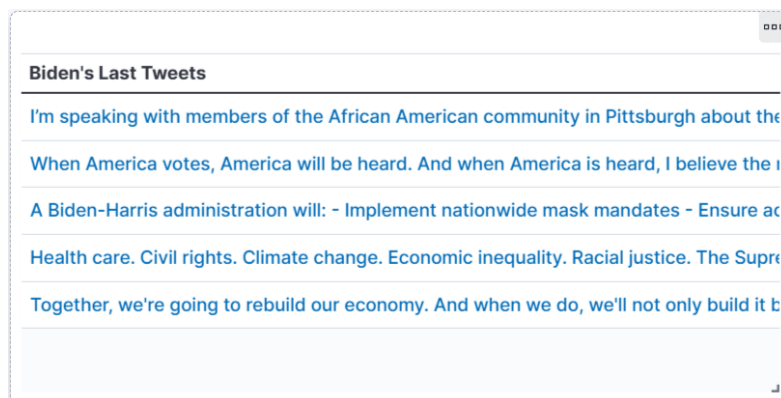 Biden's Last Tweets
I'm speaking with members of the African American community in Pittsburgh about the
When America votes, America will be heard. And when America is heard, I believe the
A Biden-Harris administration will: - Implement nationwide mask mandates - Ensure
Health care. Civil rights. Climate change. Economic inequality. Racial justice. The
Together, we're going to rebuild our economy. And when we do, we'll not only build it